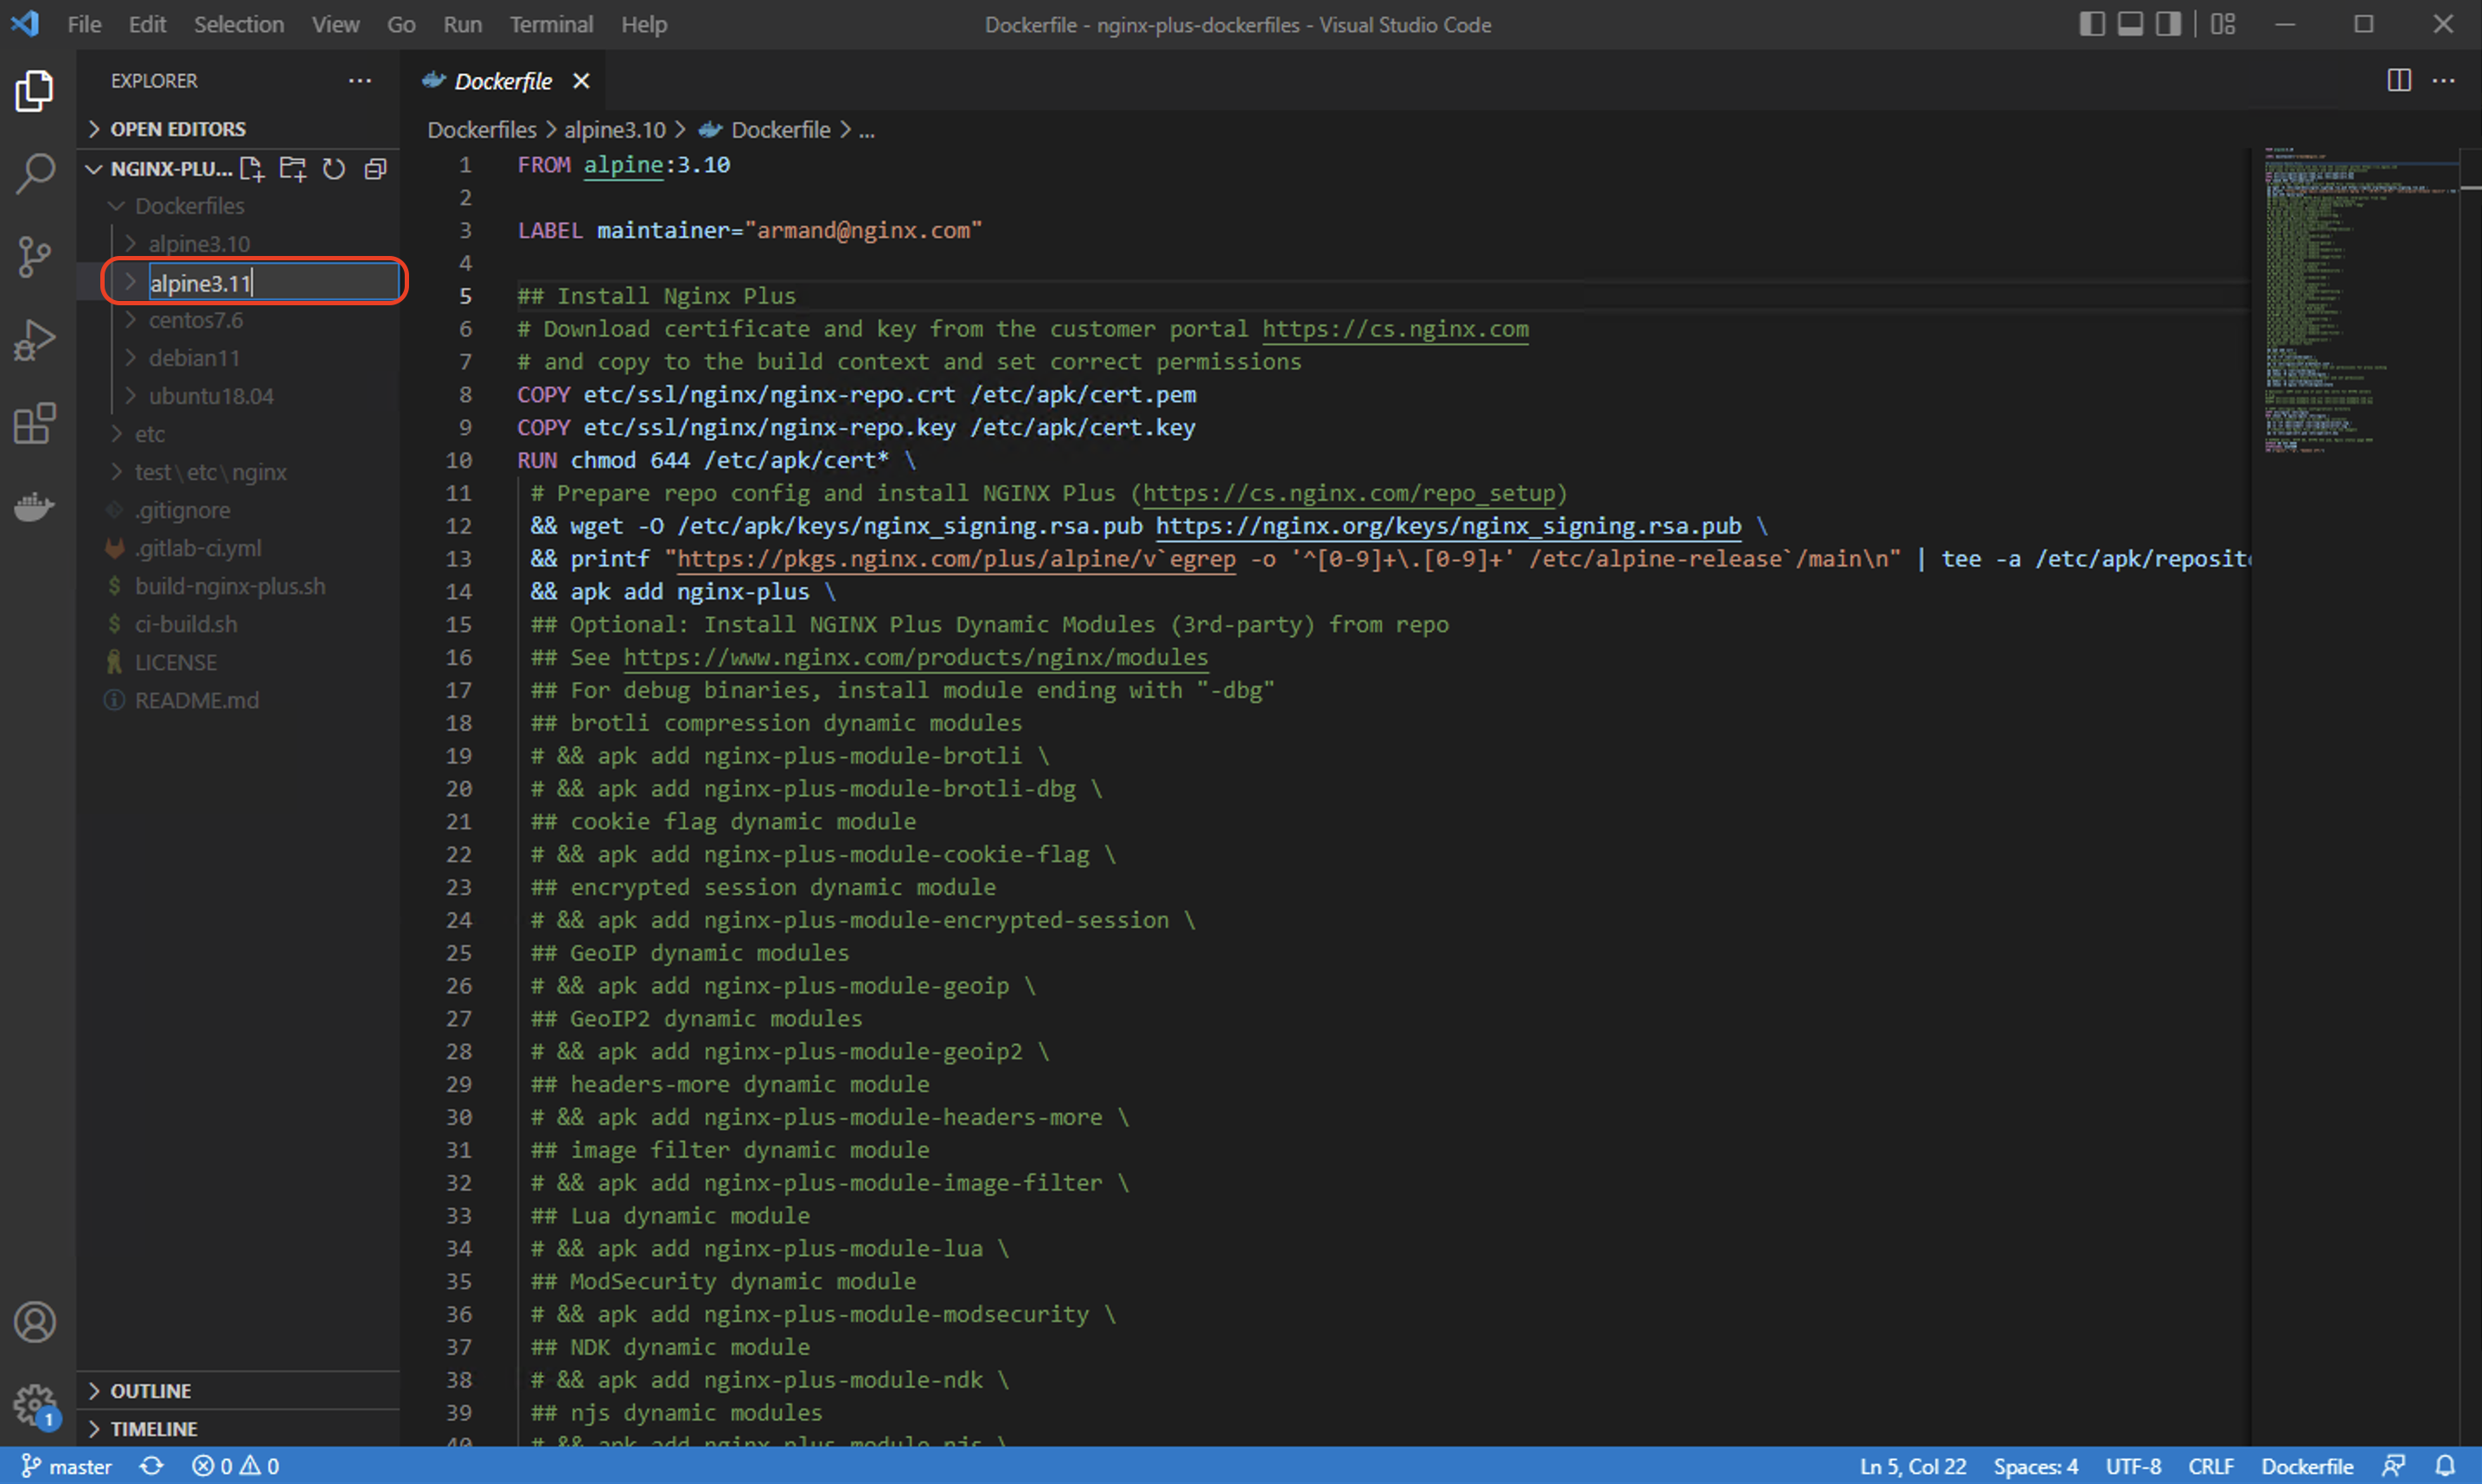 File Edit Selection View Go Run Terminal Help
Dockerfile - nginx-plus-dockerfiles - Visual Studio Code
EXPLORER
OPEN EDITORS
NGINX-PLU...
Dockerfiles
alpine3.10
alpine3.11
centos7.6
debian11
ubuntu18.04
etc
test\etc\nginx
.gitignore
.gitlab-ci.yml
$ build-nginx-plus.sh
$ ci-build.sh
LICENSE
README.md
OUTLINE
TIMELINE
Dockerfile
Dockerfiles > alpine3.10 > Dockerfile > ...
1 FROM alpine:3.10
2
3 LABEL maintainer="armand@nginx.com"
4
5 ## Install Nginx Plus
6 # Download certificate and key from the customer portal https://cs.nginx.com
7 # and copy to the build context and set correct permissions
8 COPY etc/ssl/nginx/nginx-repo.crt /etc/apk/cert.pem
9 COPY etc/ssl/nginx/nginx-repo.key /etc/apk/cert.key
10 RUN chmod 644 /etc/apk/cert* \
11 # Prepare repo config and install NGINX Plus (https://cs.nginx.com/repo_setup)
12 && wget -O /etc/apk/keys/nginx_signing.rsa.pub https://nginx.org/keys/nginx_signing.rsa.pub \
13 && printf "https://pkgs.nginx.com/plus/alpine/v`egrep -o '^[0-9]+\.[0-9]+' /etc/alpine-release`/main\n" | tee -a /etc/apk/reposit
14 && apk add nginx-plus \
15 ## Optional: Install NGINX Plus Dynamic Modules (3rd-party) from repo
16 ## See https://www.nginx.com/products/nginx/modules
17 ## For debug binaries, install module ending with "-dbg"
18 ## brotli compression dynamic modules
19 # && apk add nginx-plus-module-brotli \
20 # && apk add nginx-plus-module-brotli-dbg \
21 ## cookie flag dynamic module
22 # && apk add nginx-plus-module-cookie-flag \
23 ## encrypted session dynamic module
24 # && apk add nginx-plus-module-encrypted-session \
25 ## GeoIP dynamic modules
26 # && apk add nginx-plus-module-geoip \
27 ## GeoIP2 dynamic modules
28 # && apk add nginx-plus-module-geoip2 \
29 ## headers-more dynamic module
30 # && apk add nginx-plus-module-headers-more \
31 ## image filter dynamic module
32 # && apk add nginx-plus-module-image-filter \
33 ## Lua dynamic module
34 # && apk add nginx-plus-module-lua \
35 ## ModSecurity dynamic module
36 # && apk add nginx-plus-module-modsecurity \
37 ## NDK dynamic module
38 # && apk add nginx-plus-module-ndk \
39 ## njs dynamic modules
40 # && apk add nginx-plus-module-njs \
1
master 0 0
Ln 5, Col 22 Spaces: 4 UTF-8 CRLF Dockerfile